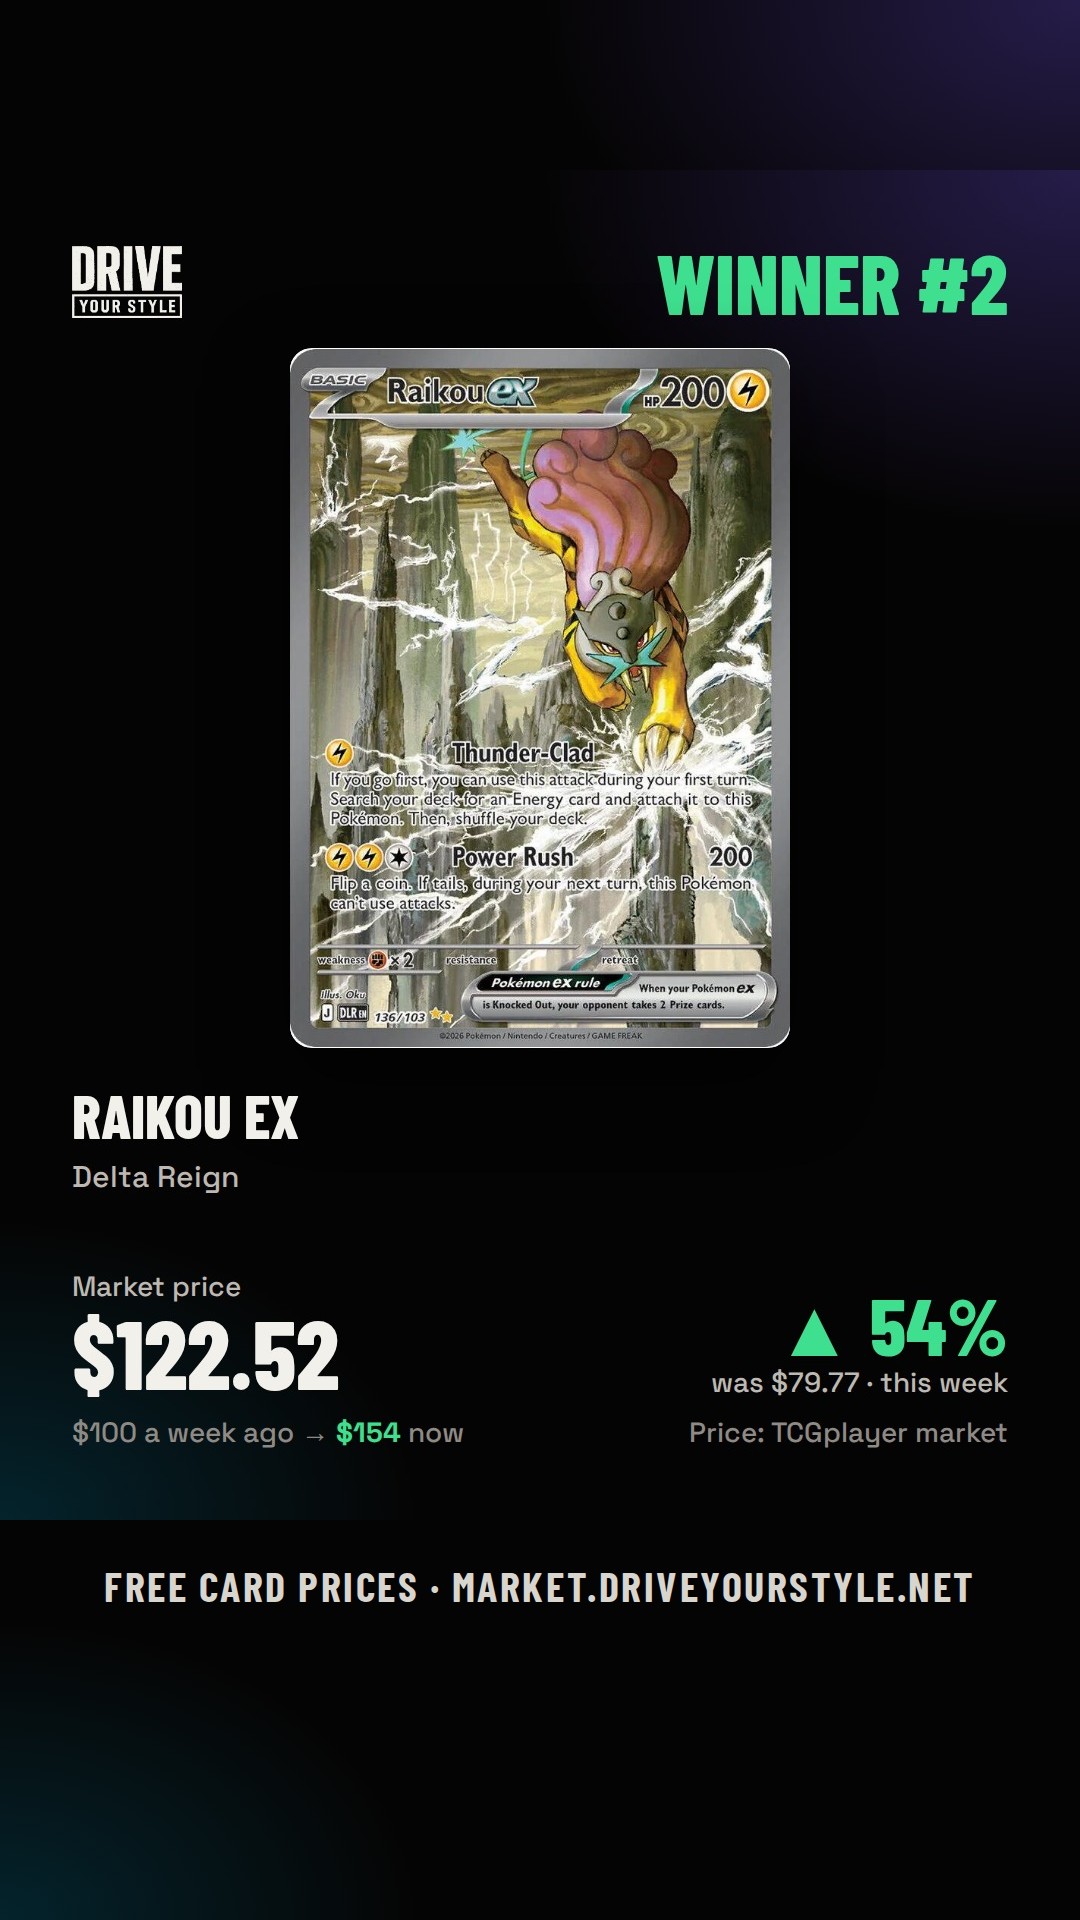 DRIVE
YOUR STYLE
WINNER #2
BASIC
Raikou ex
HP 200
Thunder-Clad
If you go first, you can use this attack during your first turn.
Search your deck for an Energy card and attach it to this
Pokémon. Then, shuffle your deck.
Power Rush 200
Flip a coin. If tails, during your next turn, this Pokémon
can't use attacks.
weakness ×2 resistance retreat
Pokémon ex rule When your Pokémon ex
is Knocked Out, your opponent takes 2 Prize cards.
Illus. Oku
J DLR EN 136/103
©2026 Pokémon / Nintendo / Creatures / GAME FREAK
RAIKOU EX
Delta Reign
Market price
$122.52
▲ 54%
was $79.77 · this week
$100 a week ago → $154 now
Price: TCGplayer market
FREE CARD PRICES · MARKET.DRIVEYOURSTYLE.NET